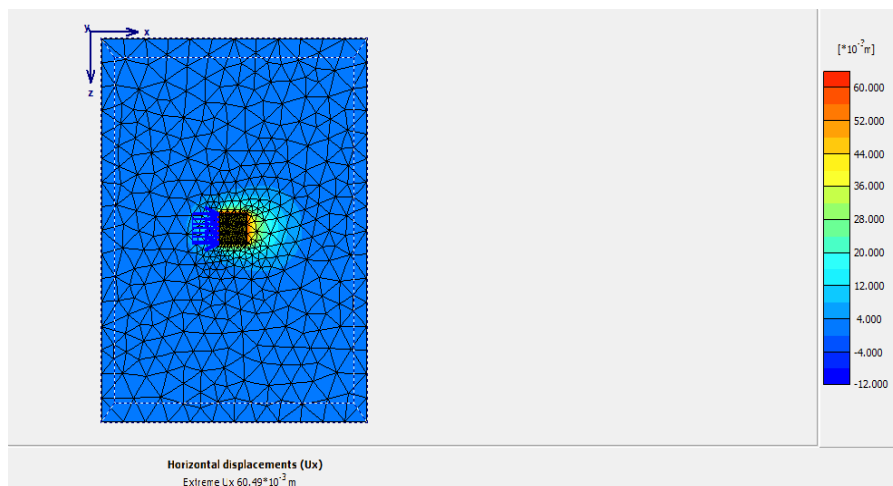 y
x
z
[*10⁻³m]
60.000
52.000
44.000
36.000
28.000
20.000
12.000
4.000
-4.000
-12.000
Horizontal displacements (Ux)
Extreme Ux 60.49*10⁻³ m